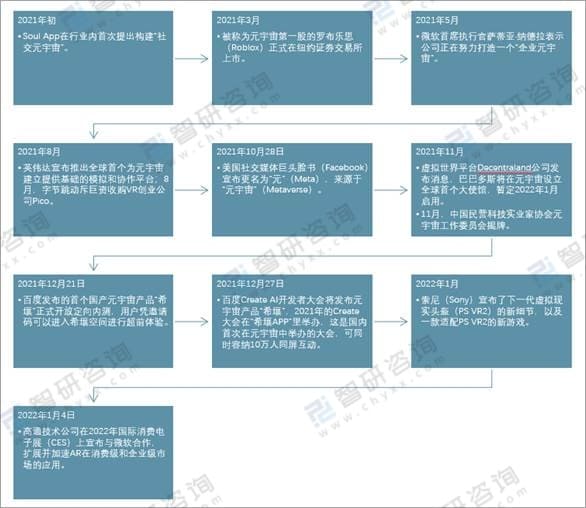 2021年初
• Soul App在行业内首次提出构建“社
交元宇宙”。
2021年3月
• 被称为元宇宙第一股的罗布乐思
（Roblox）正式在纽约证券交易所
上市。
2021年5月
• 微软首席执行官萨蒂亚·纳德拉表示
公司正在努力打造一个“企业元宇
宙”。
2021年8月
• 英伟达宣布推出全球首个为元宇宙
建立提供基础的模拟和协作平台；8
月，字节跳动斥巨资收购VR创业公
司Pico。
2021年10月28日
• 美国社交媒体巨头脸书（Facebook）
宣布更名为“元”（Meta），来源于
“元宇宙”（Metaverse）。
2021年11月
• 虚拟世界平台Decentraland公司发
布消息，巴巴多斯将在元宇宙设立
全球首个大使馆，暂定2022年1月
启用。
• 11月，中国民营科技实业家协会元
宇宙工作委员会揭牌。
2021年12月21日
• 百度发布的首个国产元宇宙产品“希
壤”正式开放定向内测，用户凭邀请
码可以进入希壤空间进行超前体验。
2021年12月27日
• 百度Create AI开发者大会将发布元
宇宙产品“希壤”，2021年的Create
大会在“希壤APP”里举办，这是国内
首次在元宇宙中举办的大会，可同
时容纳10万人同屏互动。
2022年1月
• 索尼（Sony）宣布了下一代虚拟现
实头盔（PS VR2）的新细节，以及
一款适配PS VR2的新游戏。
2022年1月4日
• 高通技术公司在2022年国际消费电
子展（CES）上宣布与微软合作，
扩展并加速AR在消费级和企业级市
场的应用。
智研咨询
www.chyxx.com